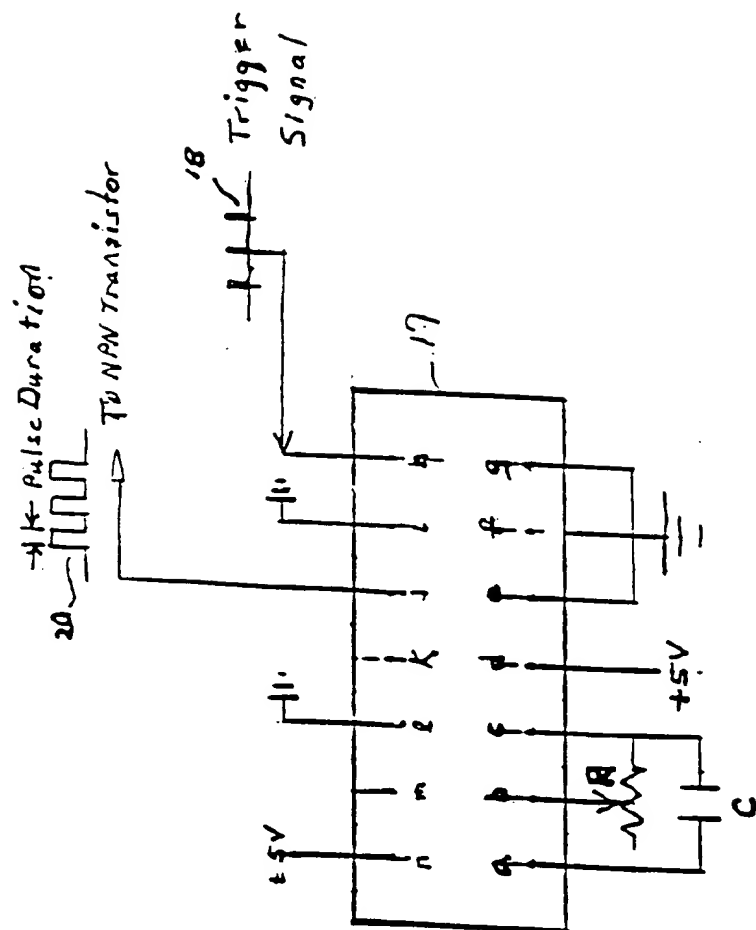 Pulse Duration
20
To NPN Transistor
18
Trigger
Signal
17
+5V
n
m
l
k
j
i
h
a
b
c
d
e
f
g
R
C
+5V